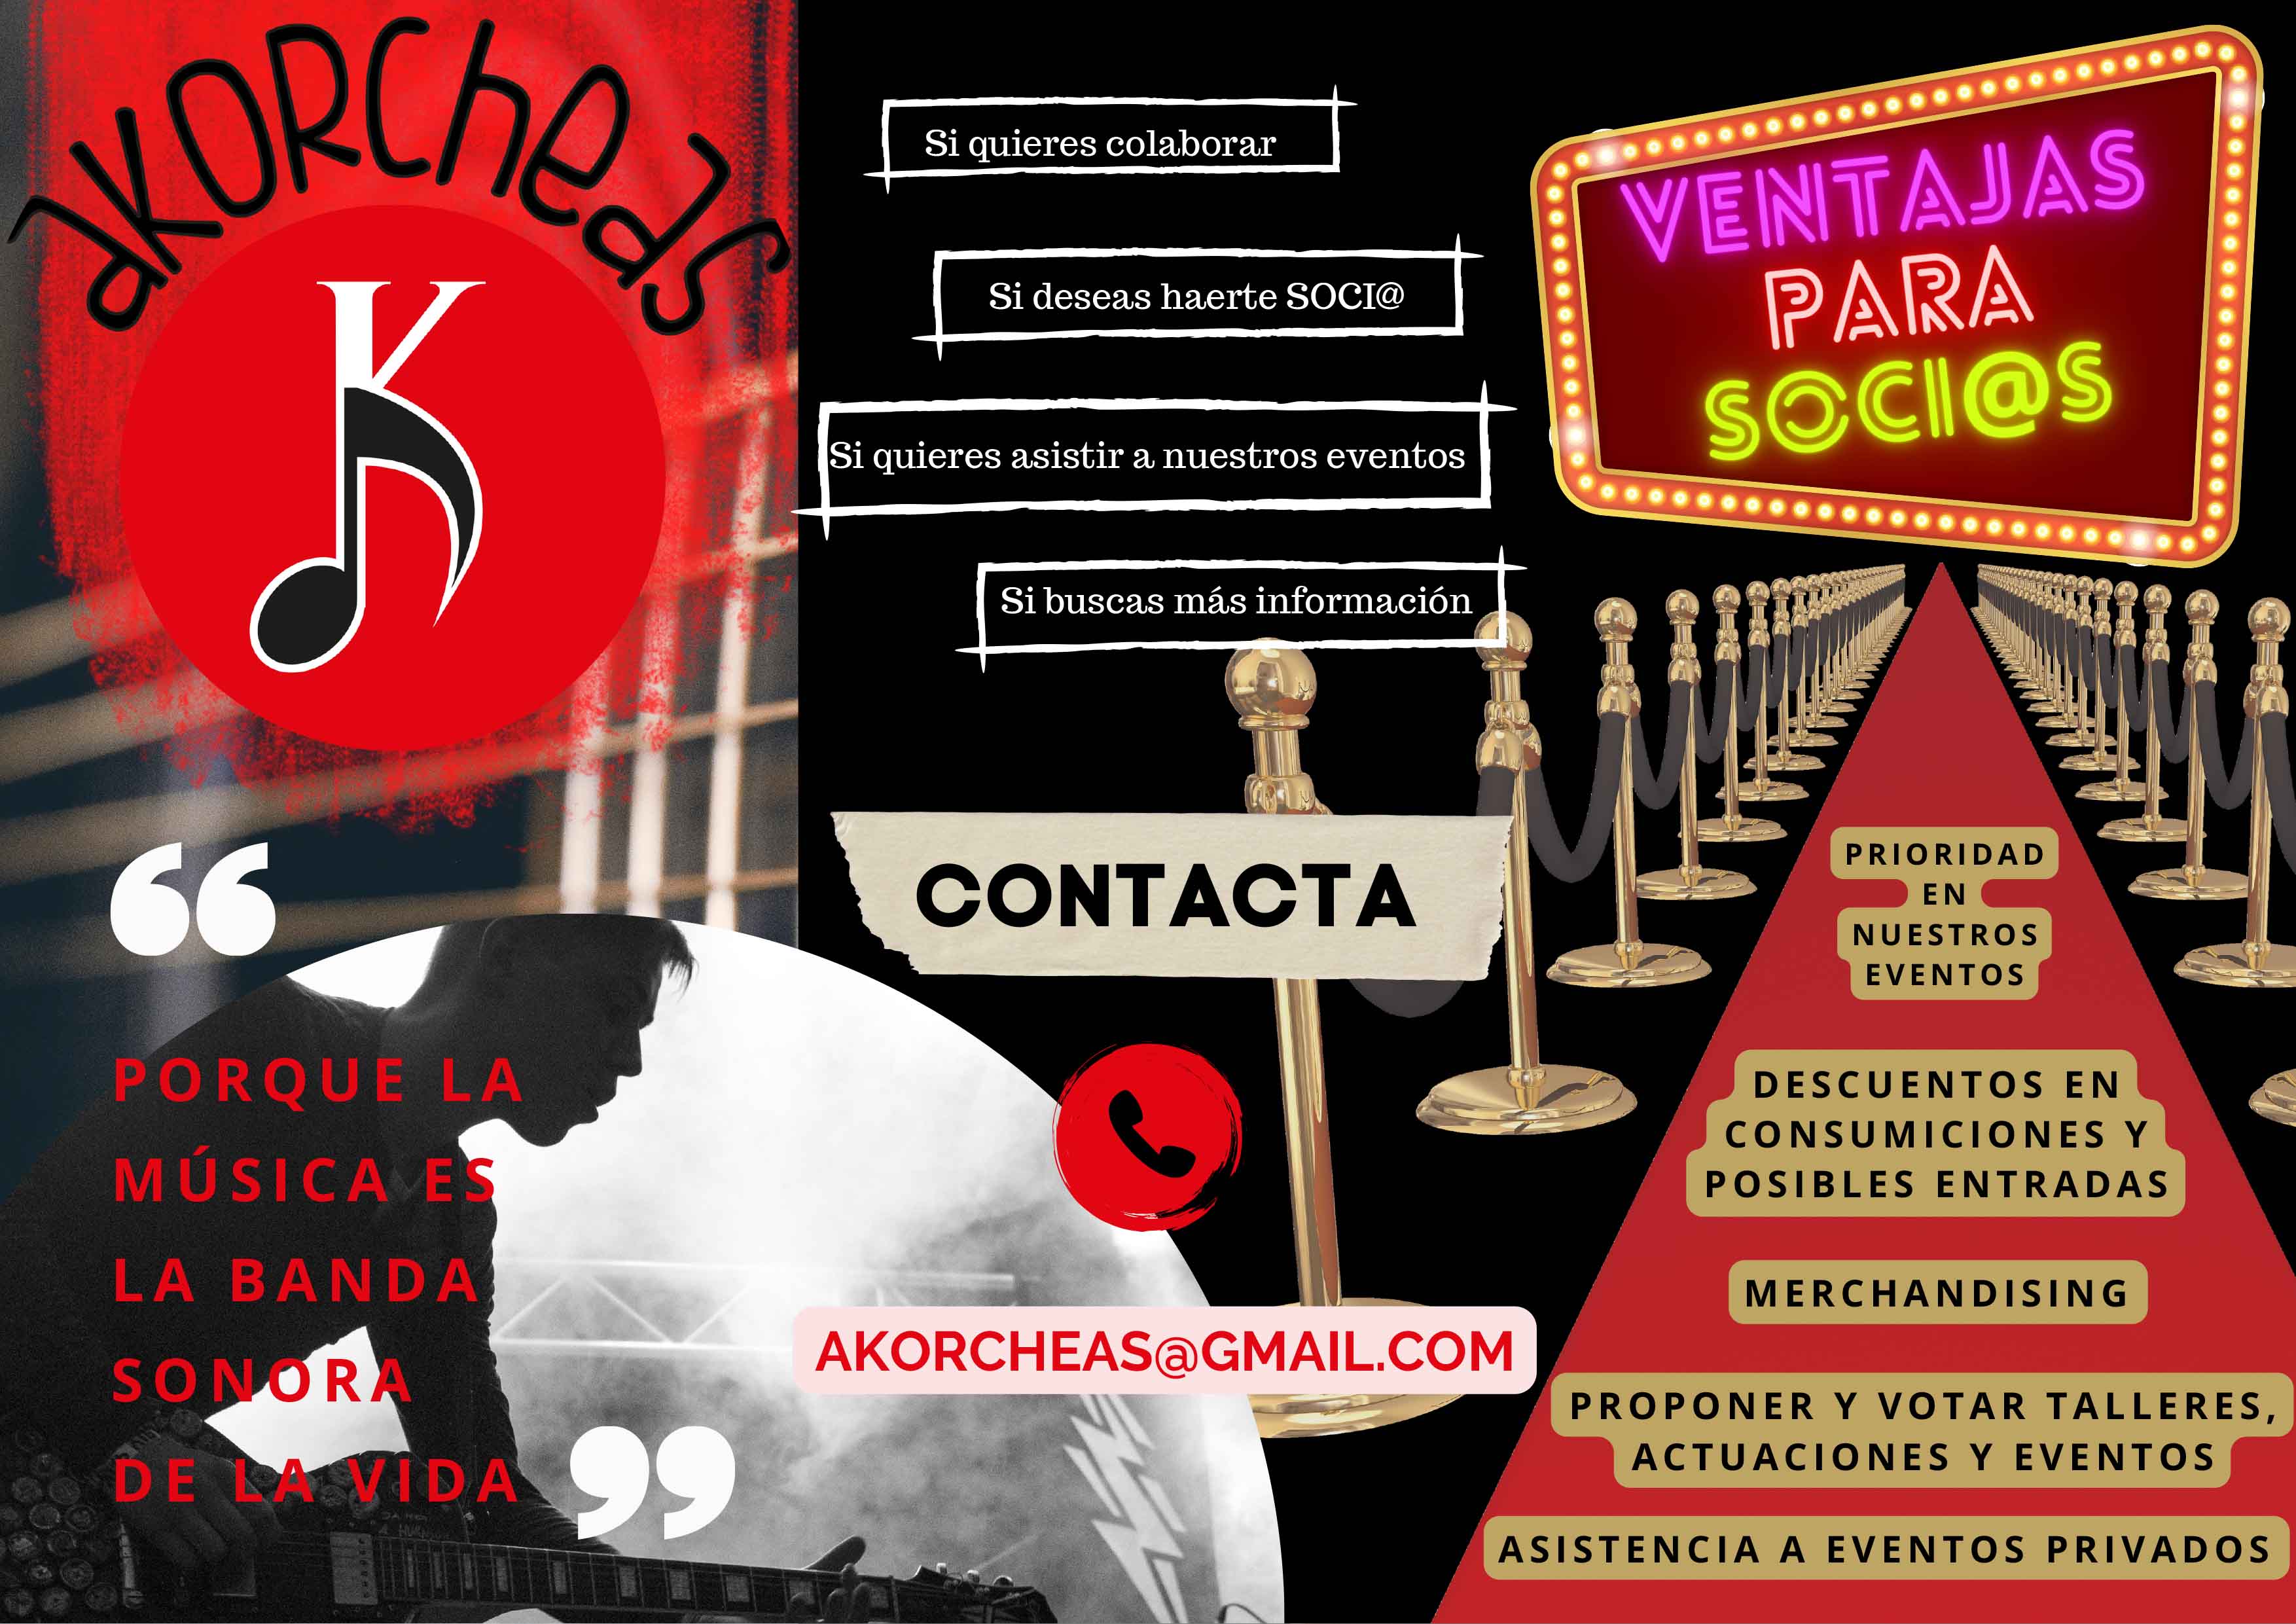 aKORcheas
K
PORQUE LA
MÚSICA ES
LA BANDA
SONORA
DE LA VIDA
Si quieres colaborar
Si deseas haerte SOCI@
Si quieres asistir a nuestros eventos
Si buscas más información
CONTACTA
AKORCHEAS@GMAIL.COM
VENTAJAS
PARA
SOCI@S
PRIORIDAD
EN
NUESTROS
EVENTOS
DESCUENTOS EN
CONSUMICIONES Y
POSIBLES ENTRADAS
MERCHANDISING
PROPONER Y VOTAR TALLERES,
ACTUACIONES Y EVENTOS
ASISTENCIA A EVENTOS PRIVADOS